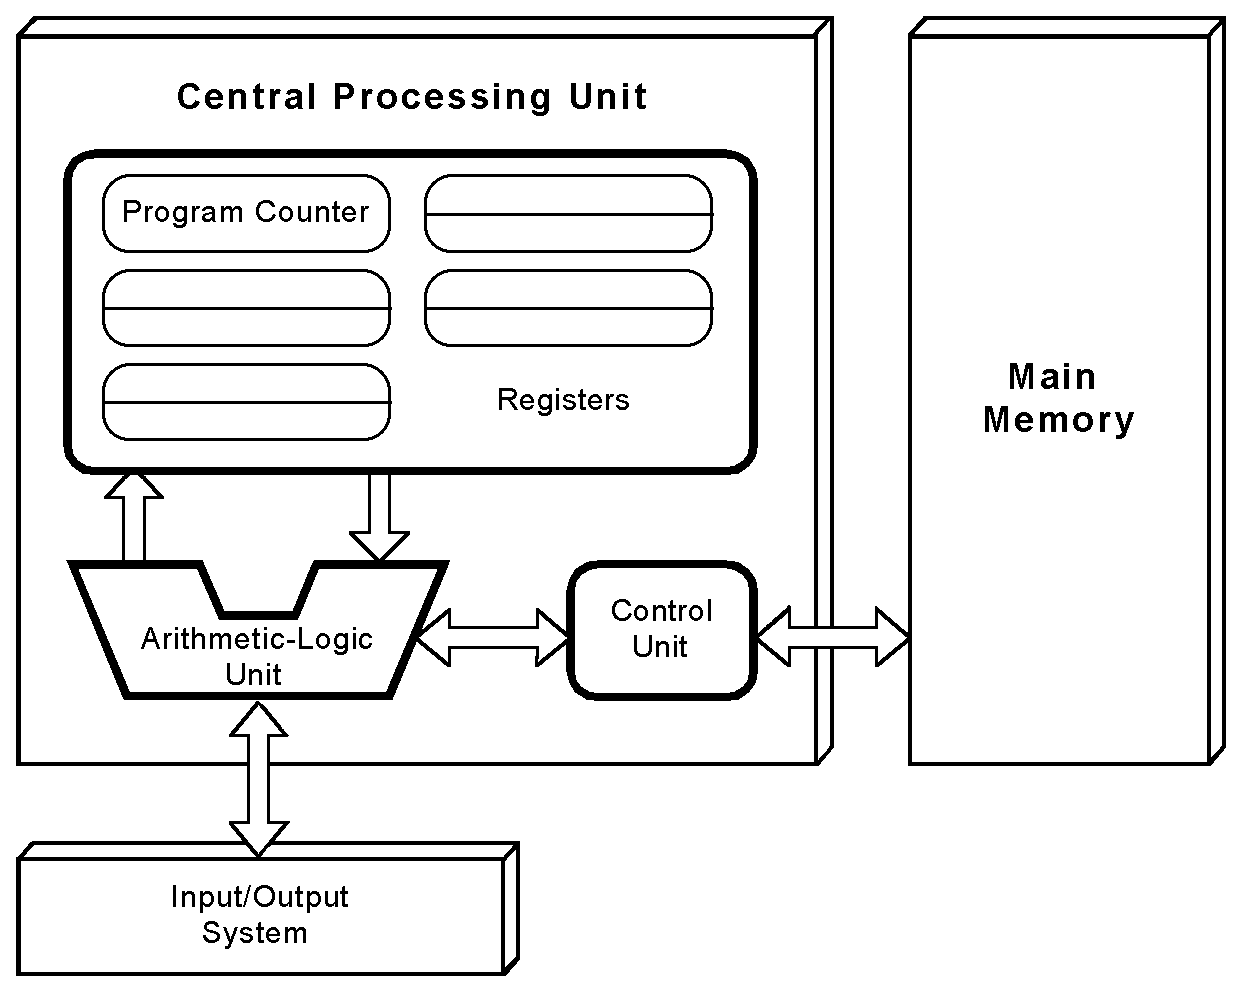 Central Processing Unit
Program Counter
Registers
Main
Memory
Arithmetic-Logic
Unit
Control
Unit
Input/Output
System